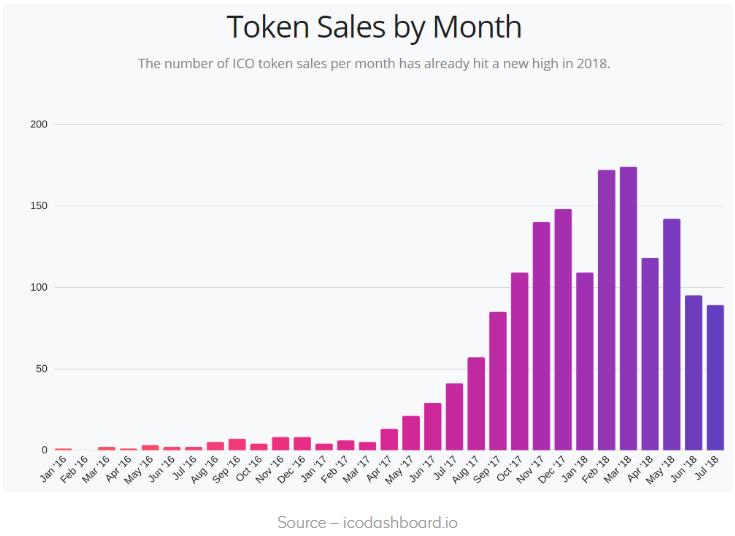 Token Sales by Month
The number of ICO token sales per month has already hit a new high in 2018.
200
150
100
50
0
Jan '16 Feb '16 Mar '16 Apr '16 May '16 Jun '16 Jul '16 Aug '16 Sep '16 Oct '16 Nov '16 Dec '16 Jan '17 Feb '17 Mar '17 Apr '17 May '17 Jun '17 Jul '17 Aug '17 Sep '17 Oct '17 Nov '17 Dec '17 Jan '18 Feb '18 Mar '18 Apr '18 May '18 Jun '18 Jul '18
Source – icodashboard.io